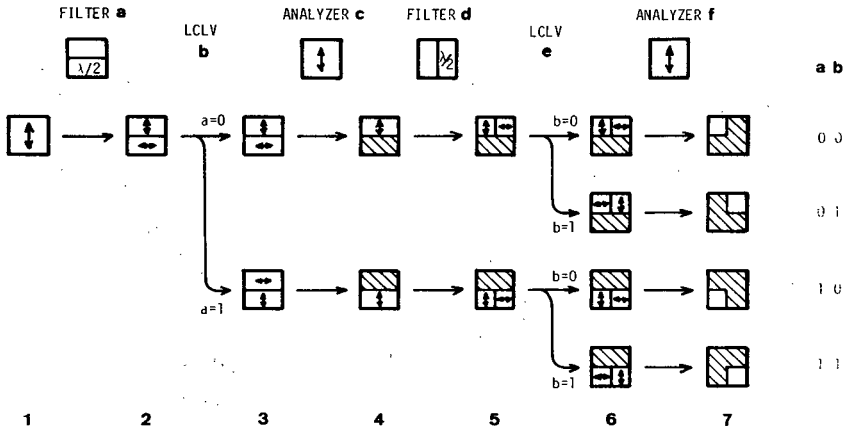 FILTER a
LCLV
b
ANALYZER c
FILTER d
LCLV
e
ANALYZER f
λ/2
λ/2
a b
a=0
b=0
0 0
b=1
0 1
a=1
b=0
1 0
b=1
1 1
1 2 3 4 5 6 7